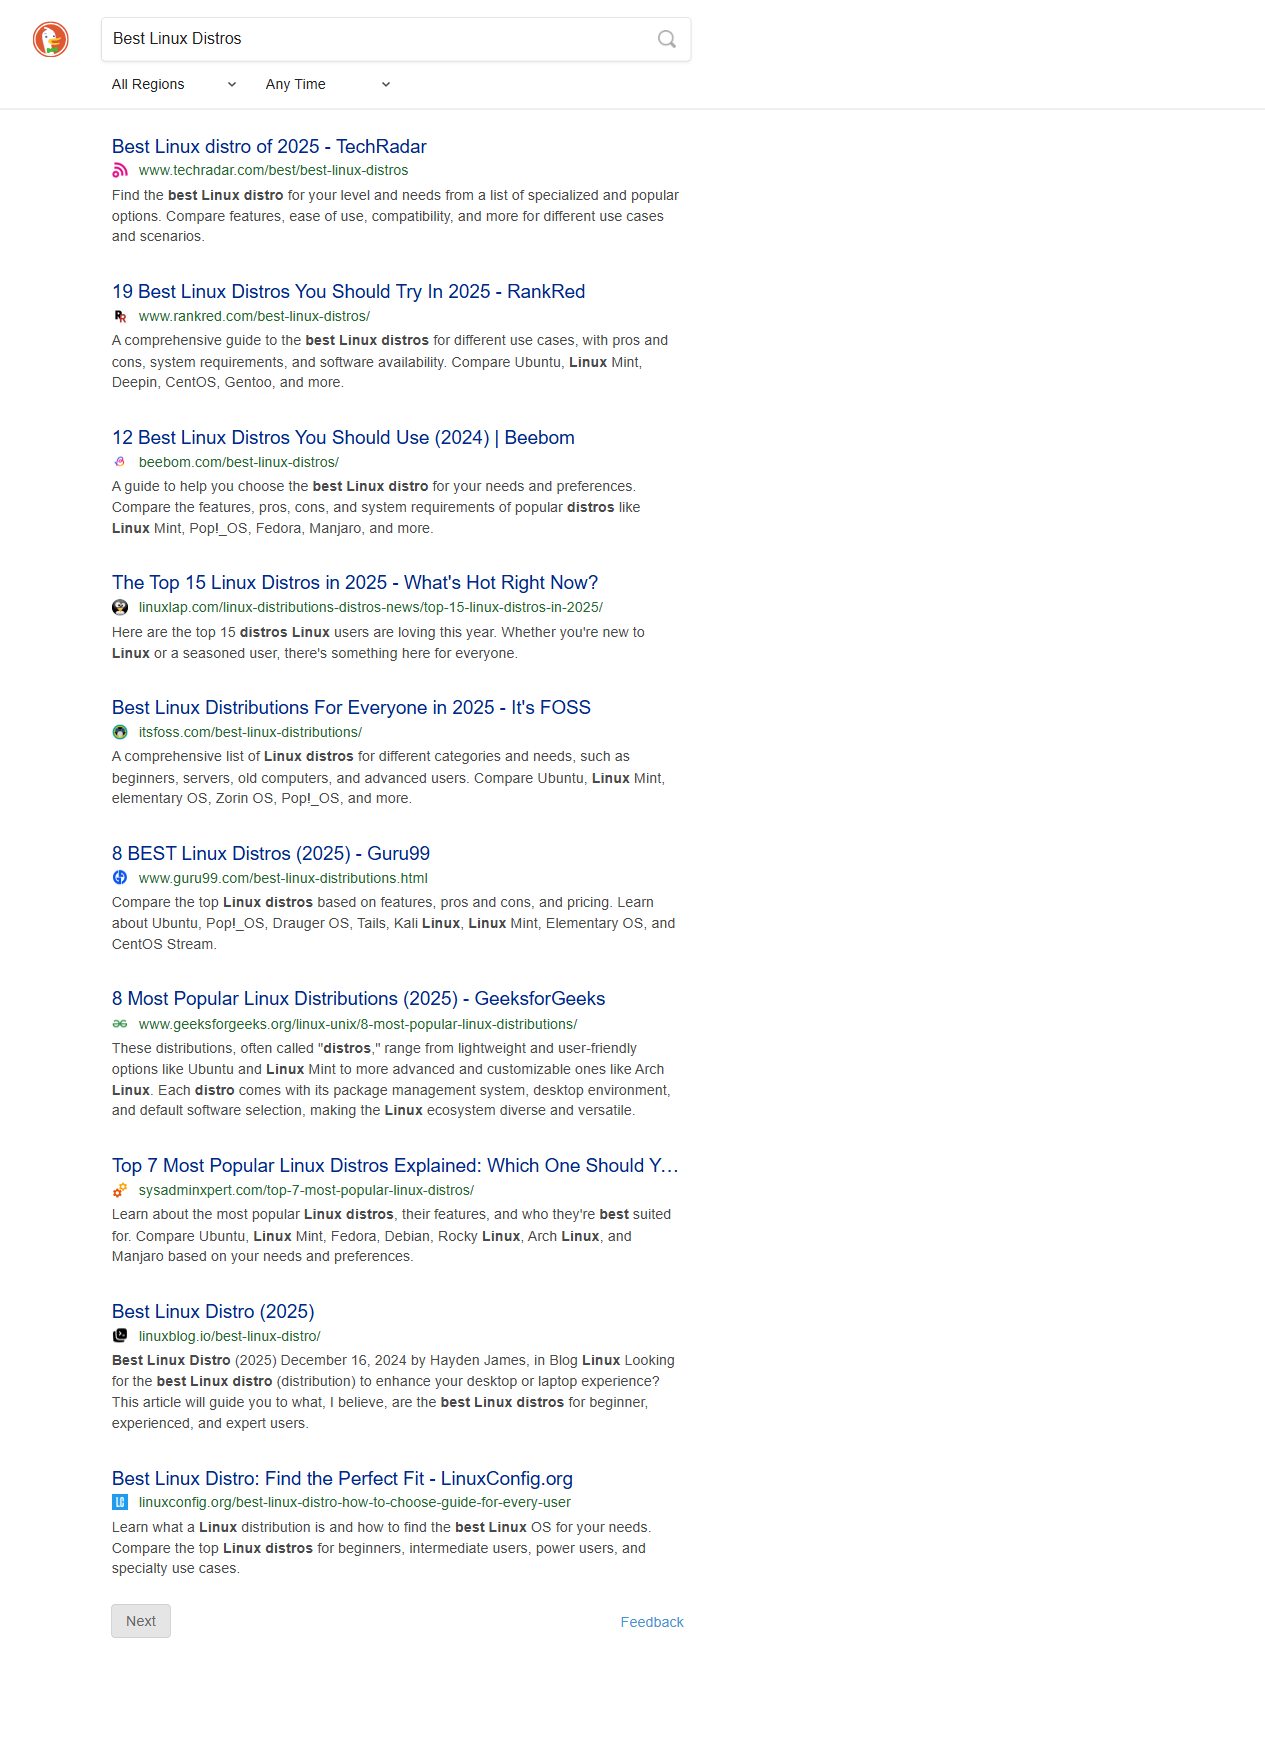 Best Linux Distros
All Regions
Any Time
Best Linux distro of 2025 - TechRadar
www.techradar.com/best/best-linux-distros
Find the best Linux distro for your level and needs from a list of specialized and popular
options. Compare features, ease of use, compatibility, and more for different use cases
and scenarios.
19 Best Linux Distros You Should Try In 2025 - RankRed
www.rankred.com/best-linux-distros/
A comprehensive guide to the best Linux distros for different use cases, with pros and
cons, system requirements, and software availability. Compare Ubuntu, Linux Mint,
Deepin, CentOS, Gentoo, and more.
12 Best Linux Distros You Should Use (2024) | Beebom
beebom.com/best-linux-distros/
A guide to help you choose the best Linux distro for your needs and preferences.
Compare the features, pros, cons, and system requirements of popular distros like
Linux Mint, Pop!_OS, Fedora, Manjaro, and more.
The Top 15 Linux Distros in 2025 - What's Hot Right Now?
linuxlap.com/linux-distributions-distros-news/top-15-linux-distros-in-2025/
Here are the top 15 distros Linux users are loving this year. Whether you're new to
Linux or a seasoned user, there's something here for everyone.
Best Linux Distributions For Everyone in 2025 - It's FOSS
itsfoss.com/best-linux-distributions/
A comprehensive list of Linux distros for different categories and needs, such as
beginners, servers, old computers, and advanced users. Compare Ubuntu, Linux Mint,
elementary OS, Zorin OS, Pop!_OS, and more.
8 BEST Linux Distros (2025) - Guru99
www.guru99.com/best-linux-distributions.html
Compare the top Linux distros based on features, pros and cons, and pricing. Learn
about Ubuntu, Pop!_OS, Drauger OS, Tails, Kali Linux, Linux Mint, Elementary OS, and
CentOS Stream.
8 Most Popular Linux Distributions (2025) - GeeksforGeeks
www.geeksforgeeks.org/linux-unix/8-most-popular-linux-distributions/
These distributions, often called "distros," range from lightweight and user-friendly
options like Ubuntu and Linux Mint to more advanced and customizable ones like Arch
Linux. Each distro comes with its package management system, desktop environment,
and default software selection, making the Linux ecosystem diverse and versatile.
Top 7 Most Popular Linux Distros Explained: Which One Should Y...
sysadminxpert.com/top-7-most-popular-linux-distros/
Learn about the most popular Linux distros, their features, and who they're best suited
for. Compare Ubuntu, Linux Mint, Fedora, Debian, Rocky Linux, Arch Linux, and
Manjaro based on your needs and preferences.
Best Linux Distro (2025)
linuxblog.io/best-linux-distro/
Best Linux Distro (2025) December 16, 2024 by Hayden James, in Blog Linux Looking
for the best Linux distro (distribution) to enhance your desktop or laptop experience?
This article will guide you to what, I believe, are the best Linux distros for beginner,
experienced, and expert users.
Best Linux Distro: Find the Perfect Fit - LinuxConfig.org
LC linuxconfig.org/best-linux-distro-how-to-choose-guide-for-every-user
Learn what a Linux distribution is and how to find the best Linux OS for your needs.
Compare the top Linux distros for beginners, intermediate users, power users, and
specialty use cases.
Next
Feedback